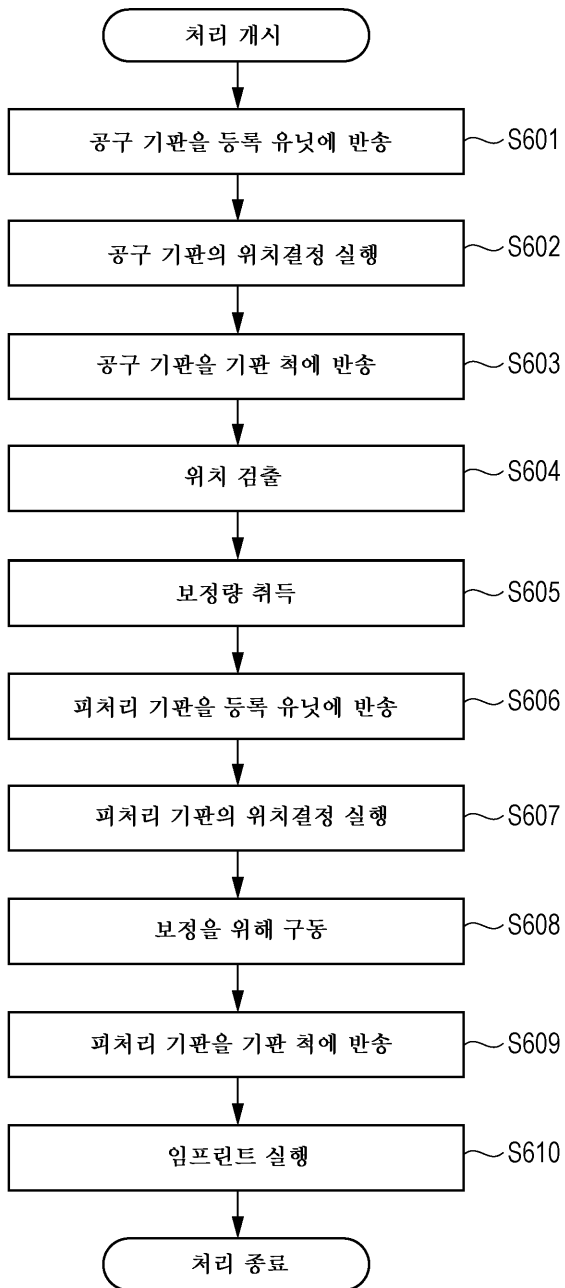 처리 개시
공구 기판을 등록 유닛에 반송
S601
공구 기판의 위치결정 실행
S602
공구 기판을 기판 척에 반송
S603
위치 검출
S604
보정량 취득
S605
피처리 기판을 등록 유닛에 반송
S606
피처리 기판의 위치결정 실행
S607
보정을 위해 구동
S608
피처리 기판을 기판 척에 반송
S609
임프린트 실행
S610
처리 종료